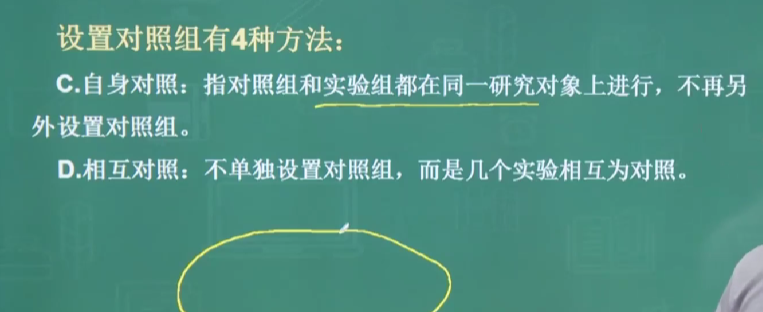 设置对照组有4种方法：
C.自身对照：指对照组和实验组都在同一研究对象上进行，不再另
外设置对照组。
D.相互对照：不单独设置对照组，而是几个实验相互为对照。